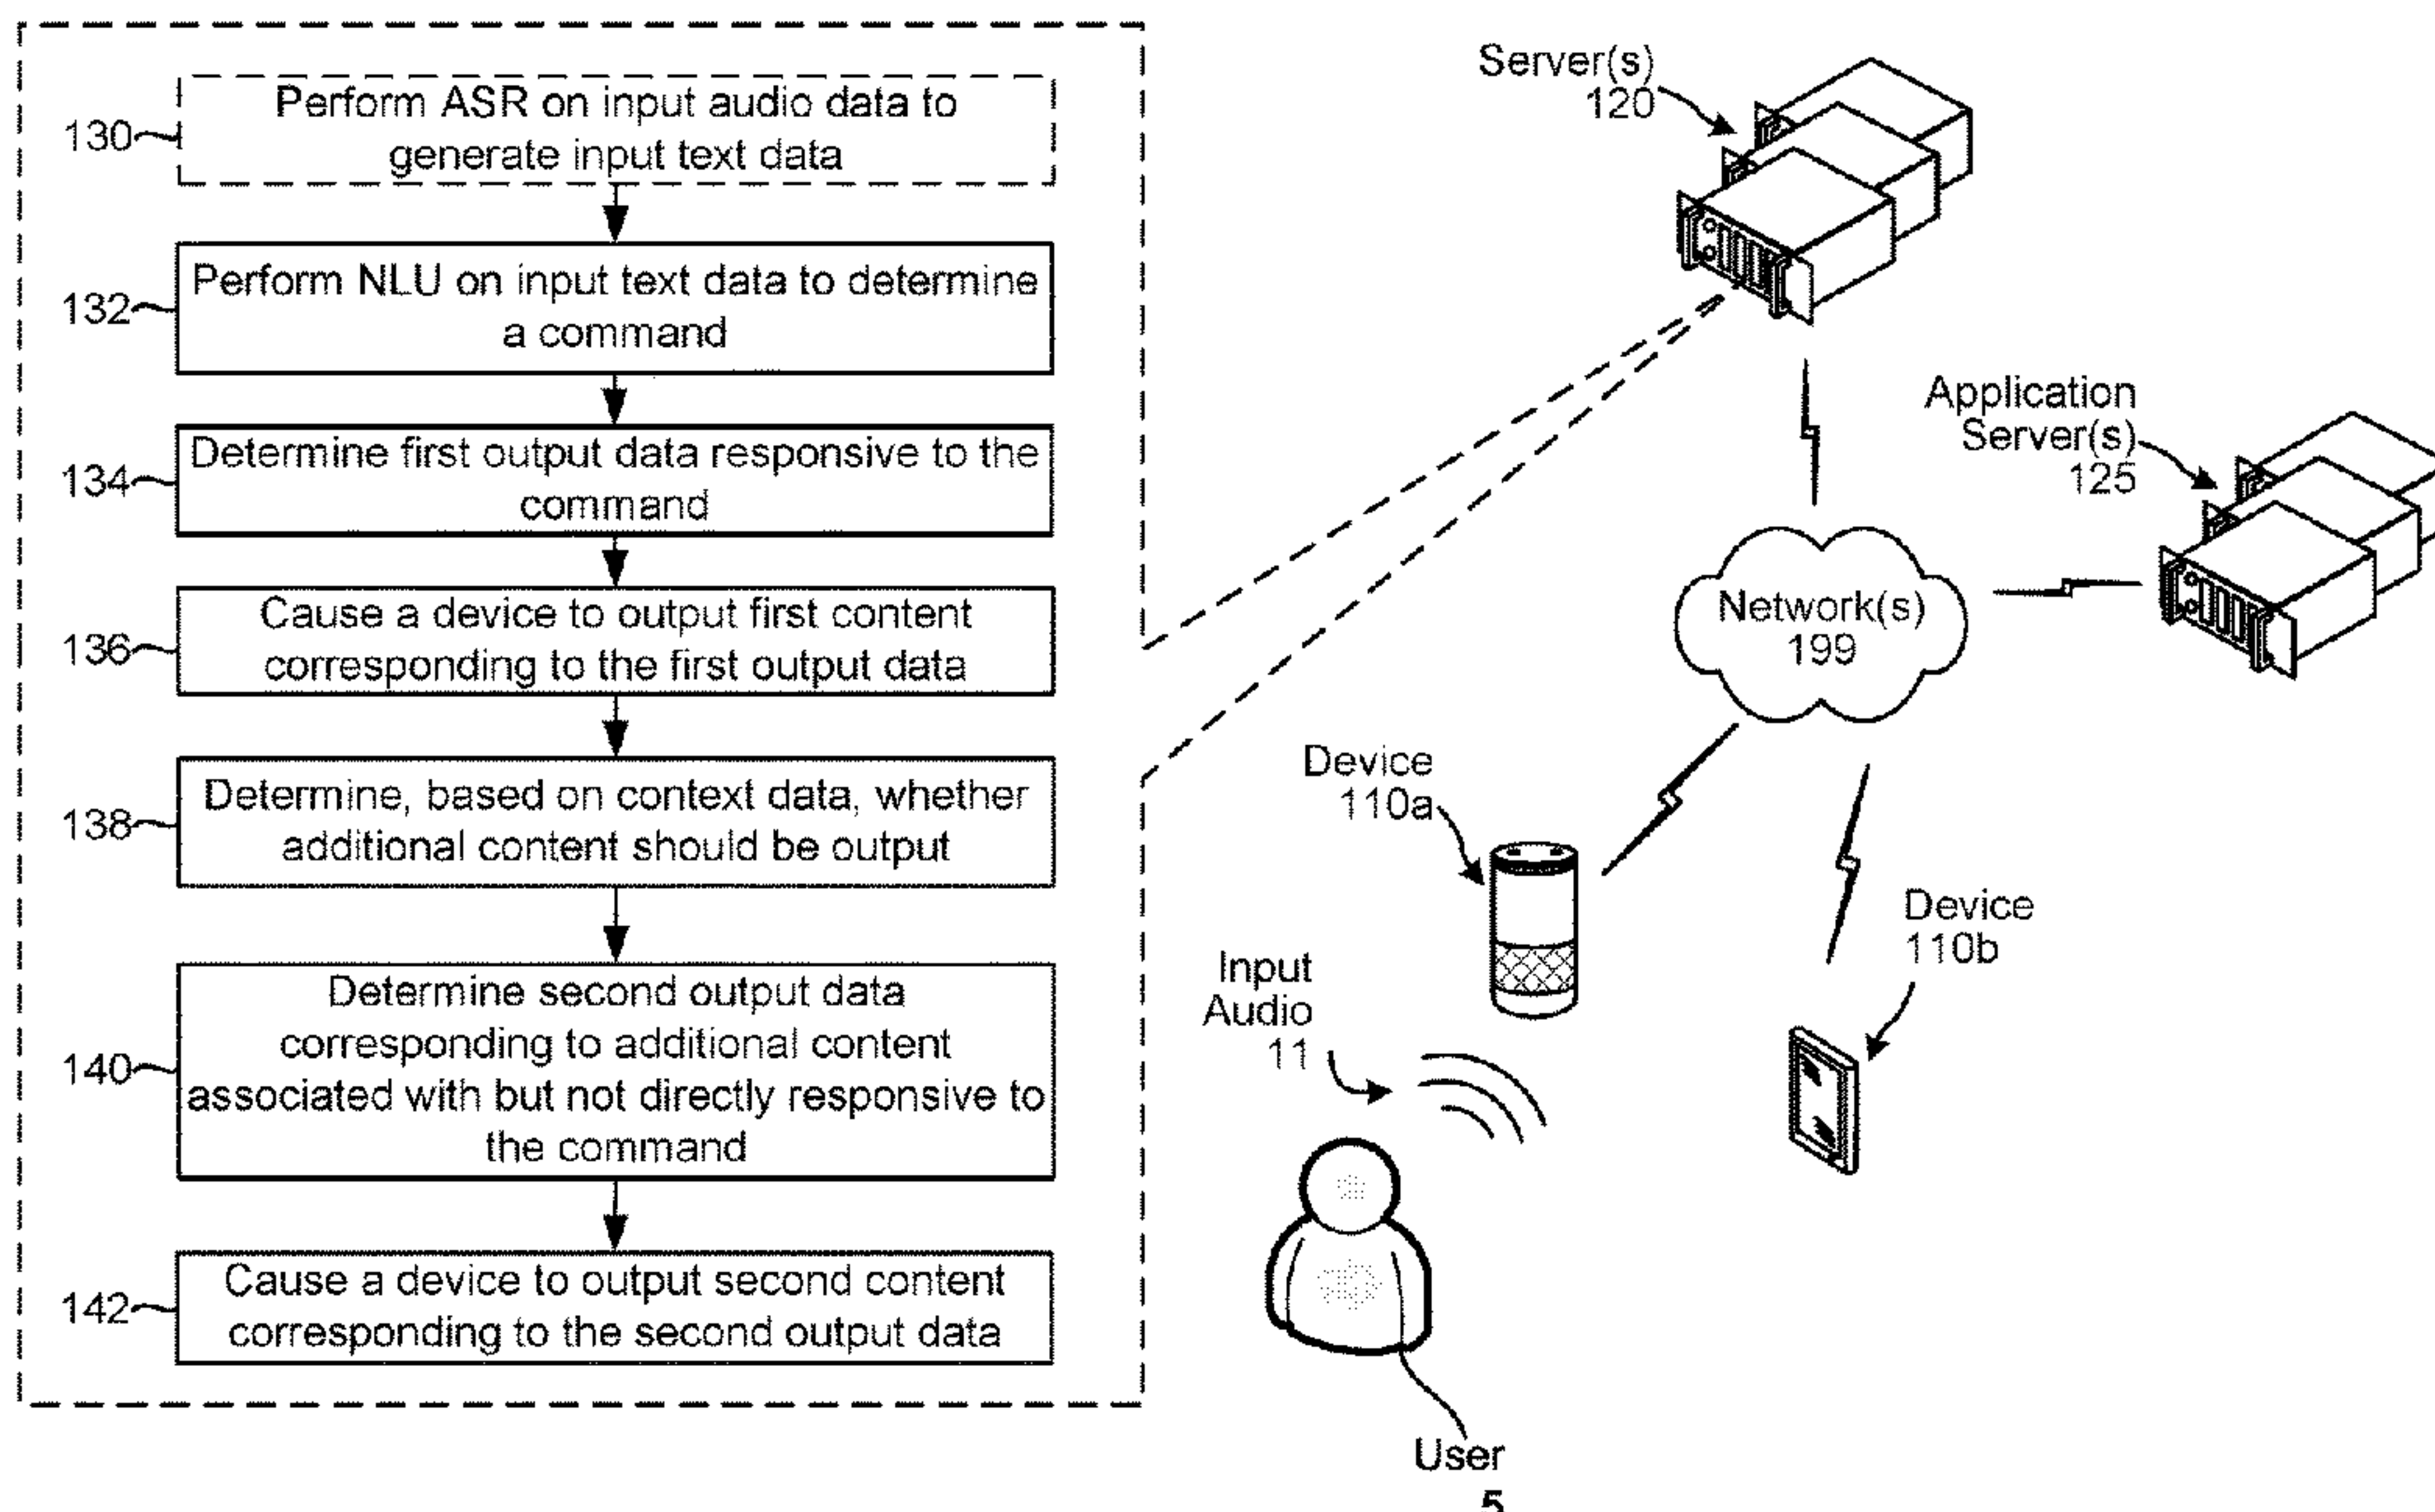 130
Perform ASR on input audio data to
generate input text data
132
Perform NLU on input text data to determine
a command
134
Determine first output data responsive to the
command
136
Cause a device to output first content
corresponding to the first output data
138
Determine, based on context data, whether
additional content should be output
140
Determine second output data
corresponding to additional content
associated with but not directly responsive to
the command
142
Cause a device to output second content
corresponding to the second output data
Server(s)
120
Application
Server(s)
125
Network(s)
199
Device
110a
Device
110b
Input
Audio
11
User
5